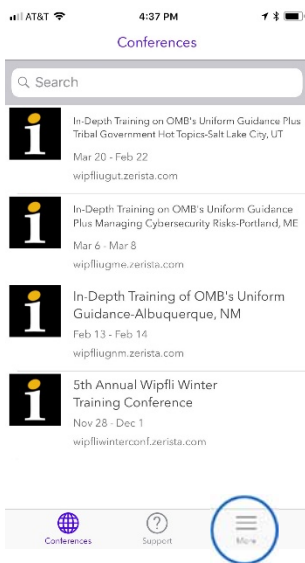 AT&T 4:37 PM
Conferences
Search
In-Depth Training on OMB's Uniform Guidance Plus
Tribal Government Hot Topics-Salt Lake City, UT
Mar 20 - Feb 22
wipfliugut.zerista.com
In-Depth Training on OMB's Uniform Guidance
Plus Managing Cybersecurity Risks-Portland, ME
Mar 6 - Mar 8
wipfliugme.zerista.com
In-Depth Training of OMB's Uniform
Guidance-Albuquerque, NM
Feb 13 - Feb 14
wipfliugnm.zerista.com
5th Annual Wipfli Winter
Training Conference
Nov 28 - Dec 1
wipfliwinterconf.zerista.com
Conferences Support More